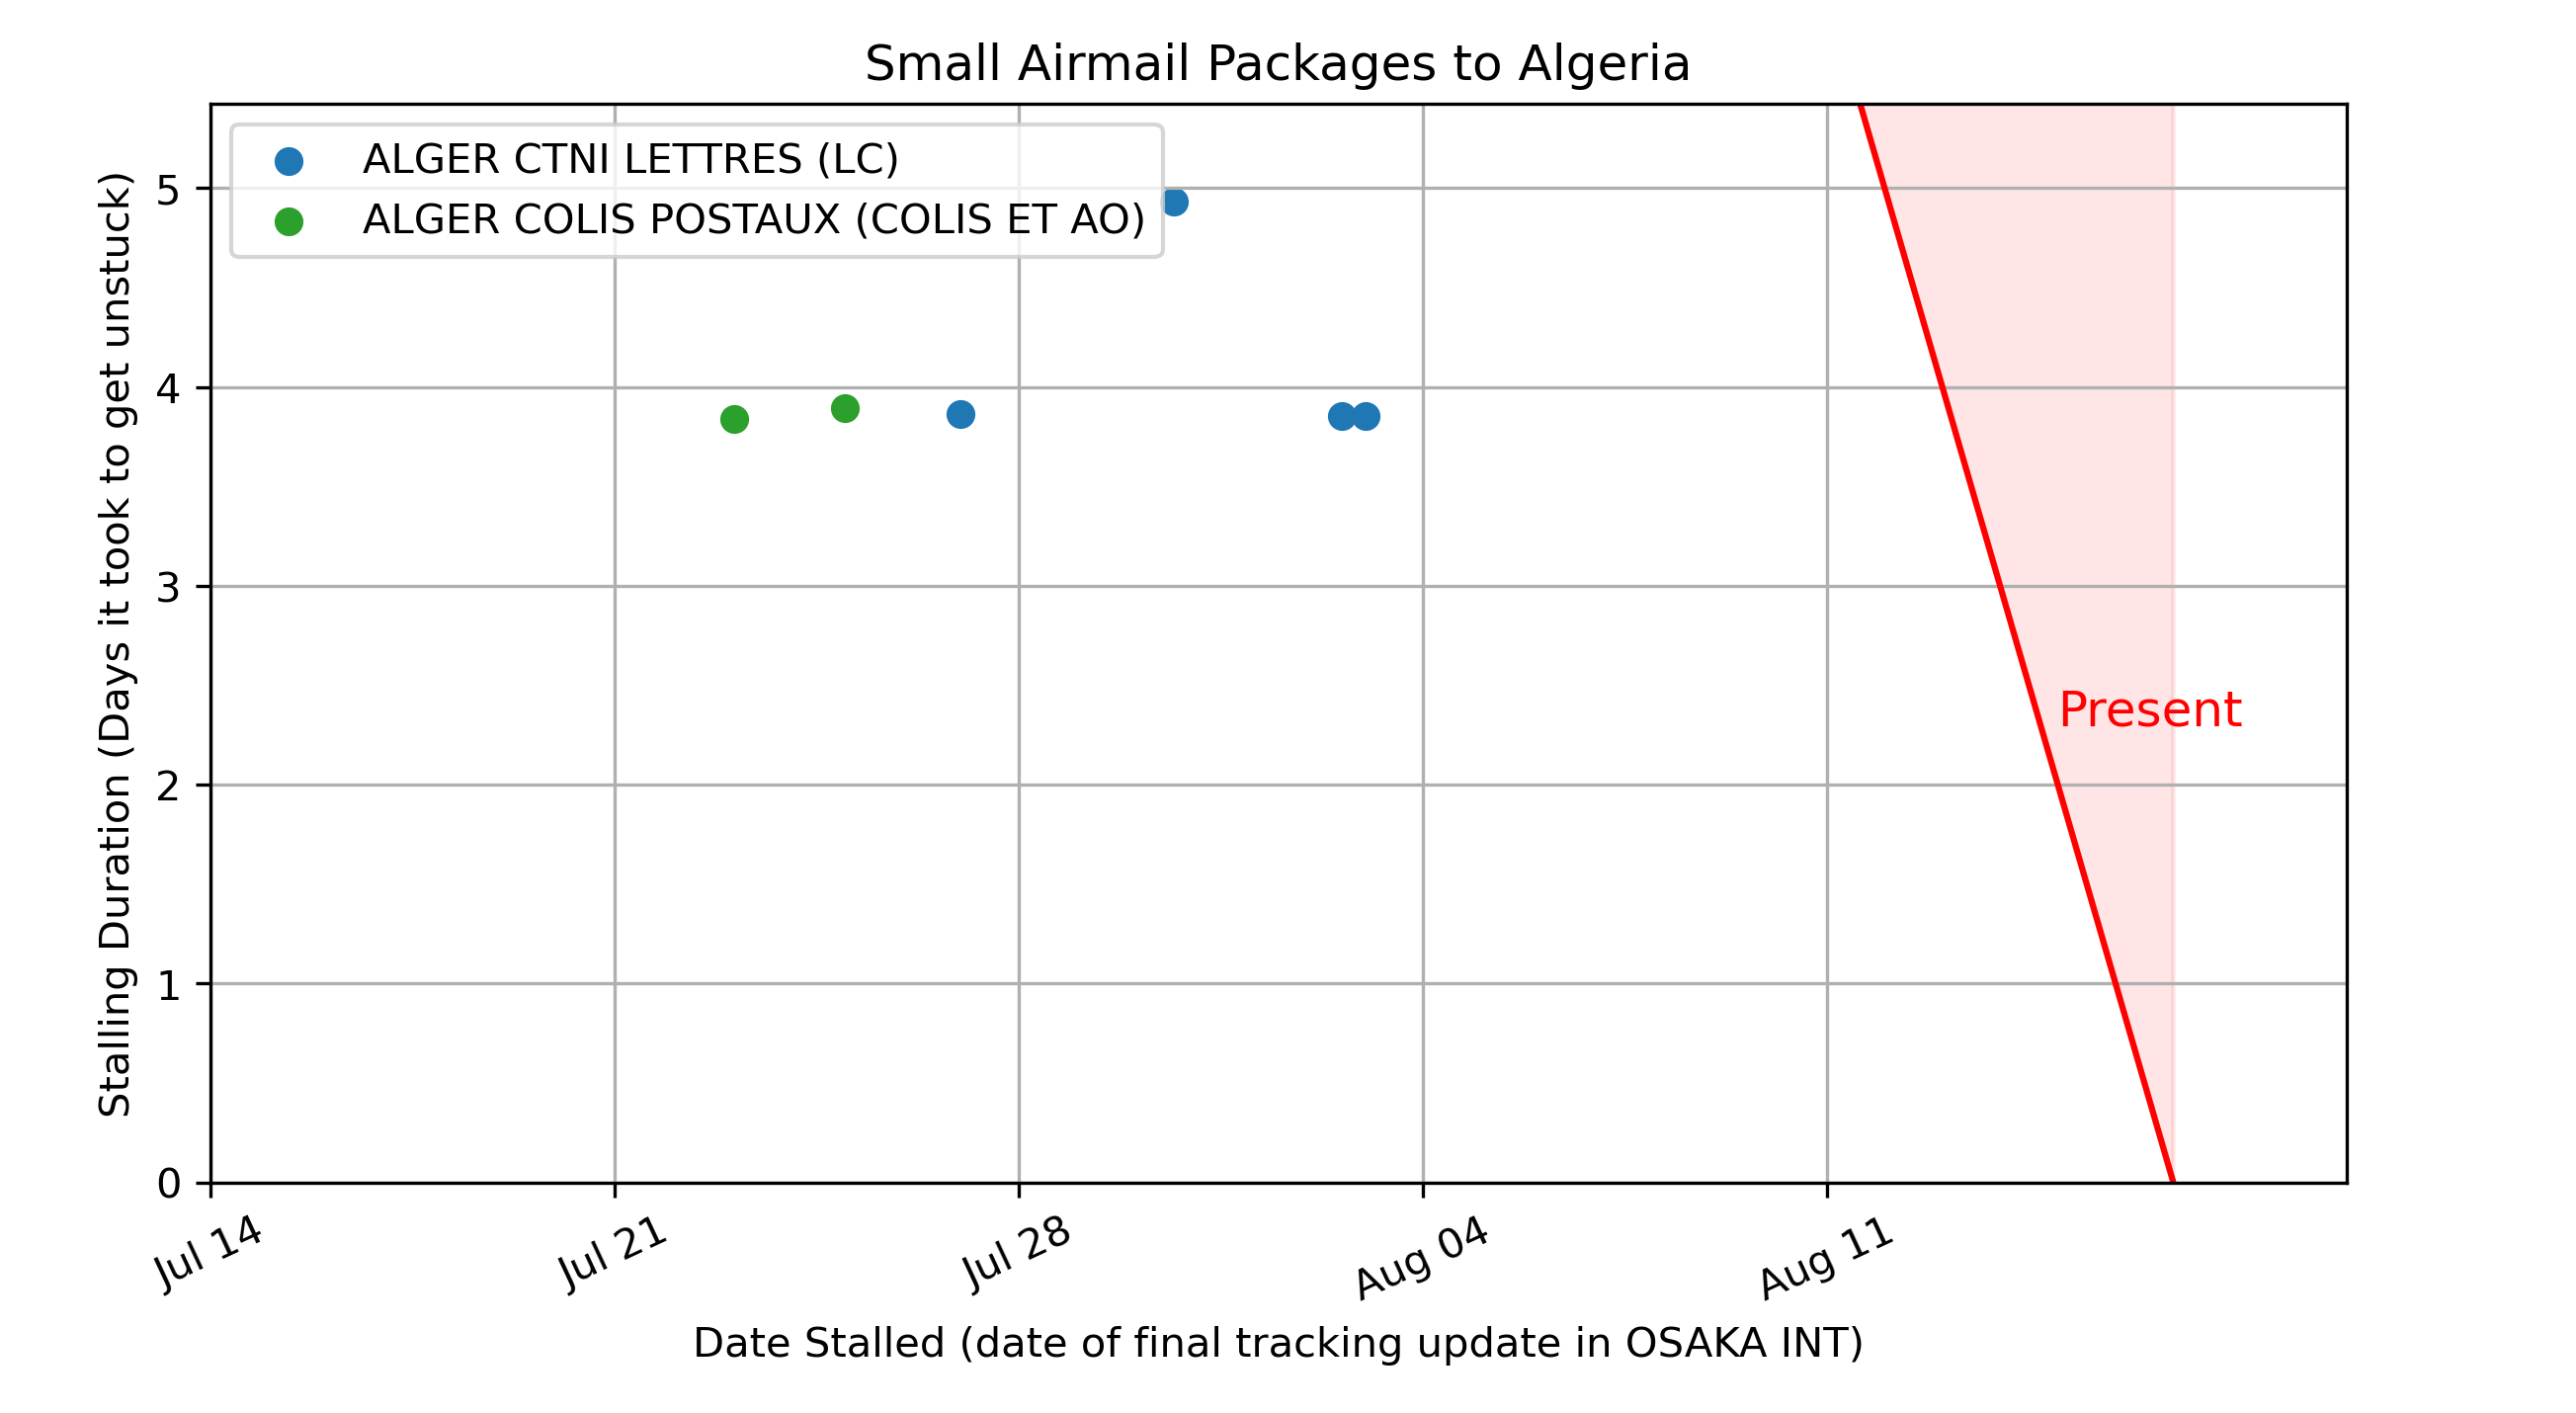 Small Airmail Packages to Algeria
ALGER CTNI LETTRES (LC)
ALGER COLIS POSTAUX (COLIS ET AO)
Stalling Duration (Days it took to get unstuck)
5
4
3
2
1
0
Present
Jul 14
Jul 21
Jul 28
Aug 04
Aug 11
Date Stalled (date of final tracking update in OSAKA INT)